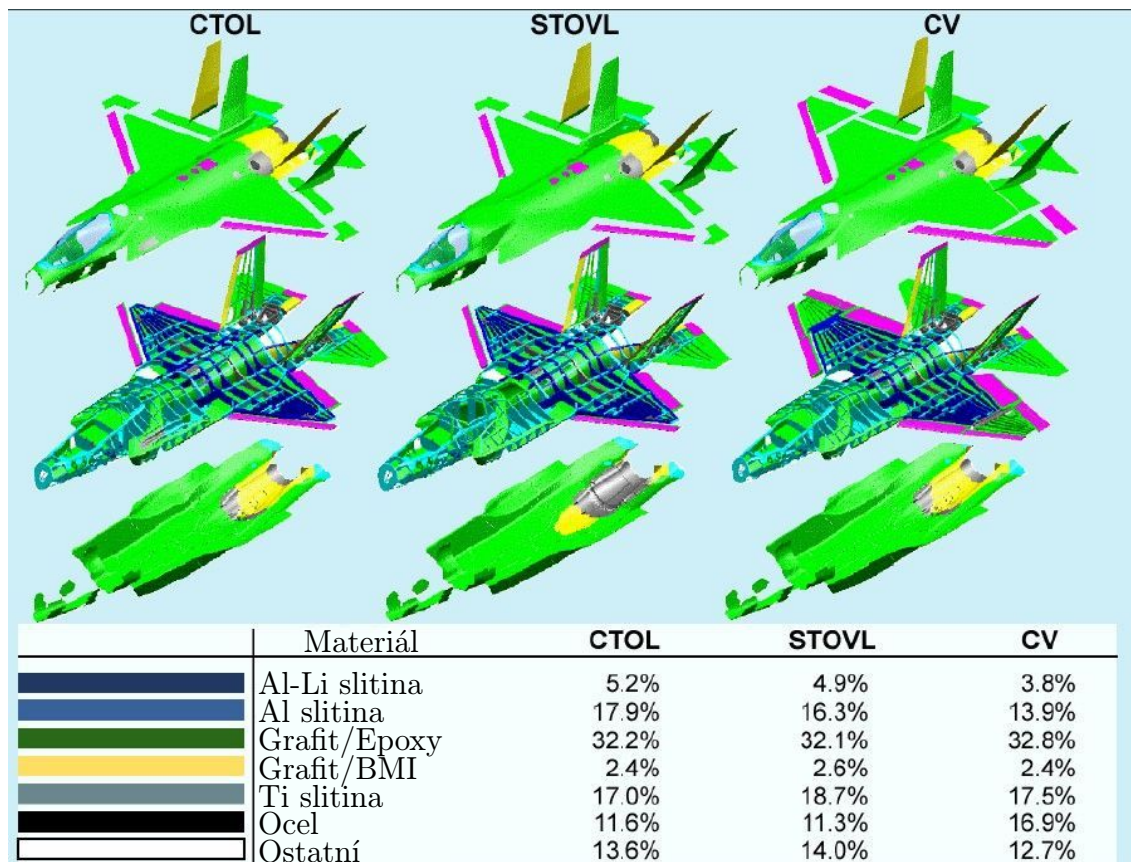 CTOL STOVL CV
Materiál CTOL STOVL CV
Al-Li slitina 5.2% 4.9% 3.8%
Al slitina 17.9% 16.3% 13.9%
Grafit/Epoxy 32.2% 32.1% 32.8%
Grafit/BMI 2.4% 2.6% 2.4%
Ti slitina 17.0% 18.7% 17.5%
Ocel 11.6% 11.3% 16.9%
Ostatní 13.6% 14.0% 12.7%